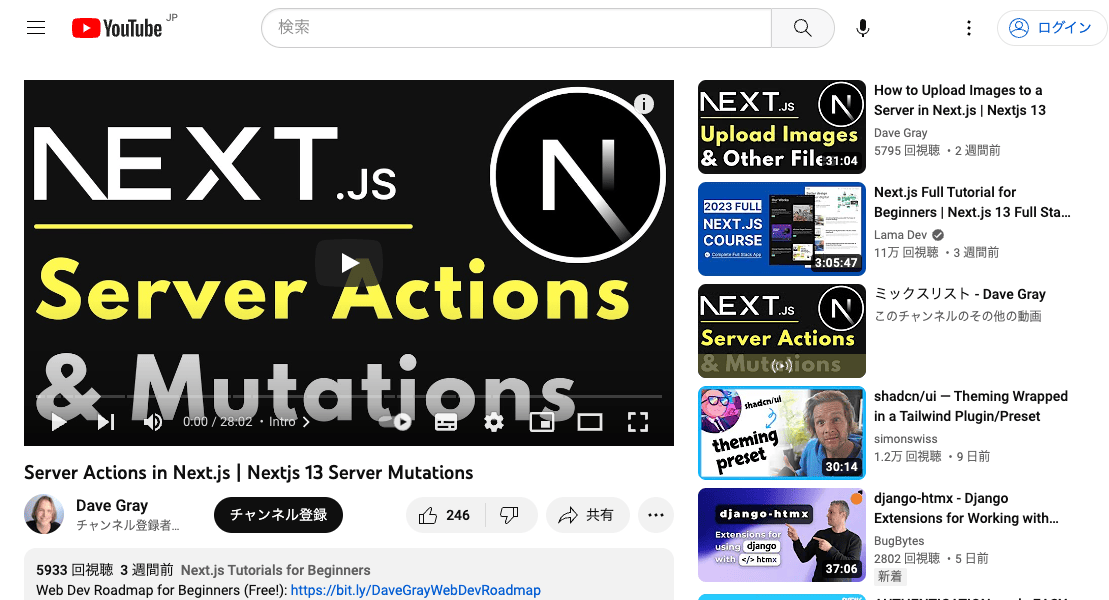 YouTube JP
検索
ログイン
NEXT.JS
N
i
Server Actions
& Mutations
0:00 / 28:02 ・ Intro
Server Actions in Next.js | Nextjs 13 Server Mutations
Dave Gray
チャンネル登録者…
チャンネル登録
246
共有
5933 回視聴 3 週間前 Next.js Tutorials for Beginners
Web Dev Roadmap for Beginners (Free!): https://bit.ly/DaveGrayWebDevRoadmap
NEXT.JS
N
Upload Images
& Other File
31:04
How to Upload Images to a
Server in Next.js | Nextjs 13
Dave Gray
5795 回視聴 ・2 週間前
2023 FULL
NEXT.JS
COURSE
Complete Full Stack App
3:05:47
Next.js Full Tutorial for
Beginners | Next.js 13 Full Sta...
Lama Dev
11万 回視聴 ・3 週間前
NEXT.JS
N
Server Actions
& Mutations
ミックスリスト - Dave Gray
このチャンネルのその他の動画
shadcn/ui
theming
preset
30:14
shadcn/ui — Theming Wrapped
in a Tailwind Plugin/Preset
simonswiss
1.2万 回視聴 ・9 日前
django-htmx
Extensions for
using django
with </> htmx
37:06
django-htmx - Django
Extensions for Working with...
BugBytes
2802 回視聴 ・5 日前
新着